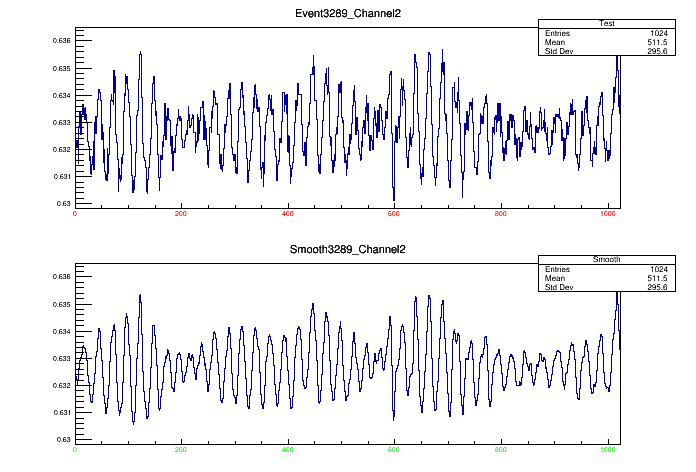 Event3289_Channel2
Test
Entries 1024
Mean 511.5
Std Dev 295.6
0.636
0.635
0.634
0.633
0.632
0.631
0.63
0 200 400 600 800 1000
Smooth3289_Channel2
Smooth
Entries 1024
Mean 511.5
Std Dev 295.6
0.636
0.635
0.634
0.633
0.632
0.631
0.63
0 200 400 600 800 1000